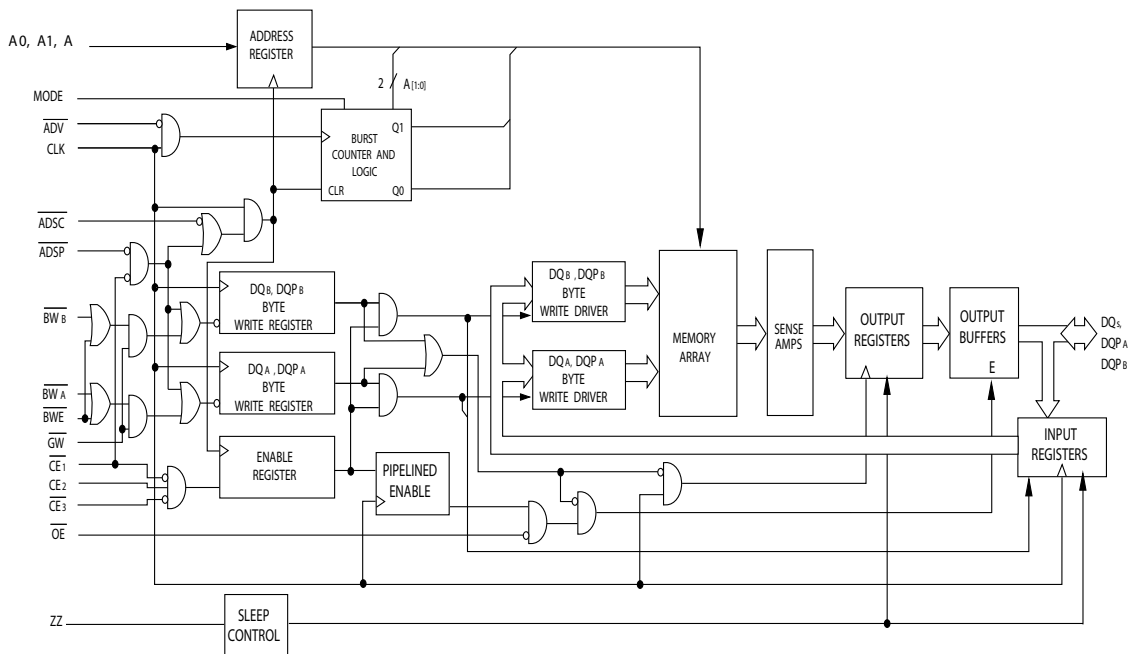 A0, A1, A
ADDRESS
REGISTER
2
A[1:0]
MODE
ADV
CLK
BURST
COUNTER AND
LOGIC
Q1
CLR
Q0
ADSC
ADSP
DQB, DQPB
BYTE
WRITE REGISTER
DQB, DQPB
BYTE
WRITE DRIVER
MEMORY
ARRAY
SENSE
AMPS
OUTPUT
REGISTERS
OUTPUT
BUFFERS
E
DQs,
DQPA
DQPB
BWB
DQA, DQPA
BYTE
WRITE REGISTER
DQA, DQPA
BYTE
WRITE DRIVER
BWA
BWE
GW
CE1
CE2
CE3
ENABLE
REGISTER
PIPELINED
ENABLE
INPUT
REGISTERS
OE
ZZ
SLEEP
CONTROL